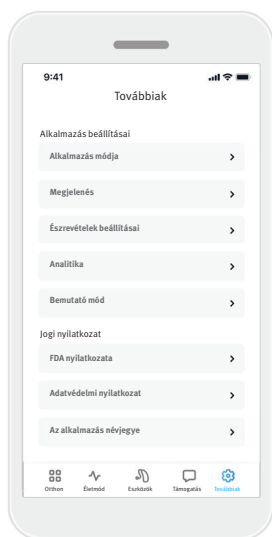 9:41
Továbbiak
Alkalmazás beállításai
Alkalmazás módja
Megjelenés
Észrevételek beállításai
Analitika
Bemutató mód
Jogi nyilatkozat
FDA nyilatkozata
Adatvédelmi nyilatkozat
Az alkalmazás névjegye
Otthon Életmód Eszközök Támogatás Továbbiak